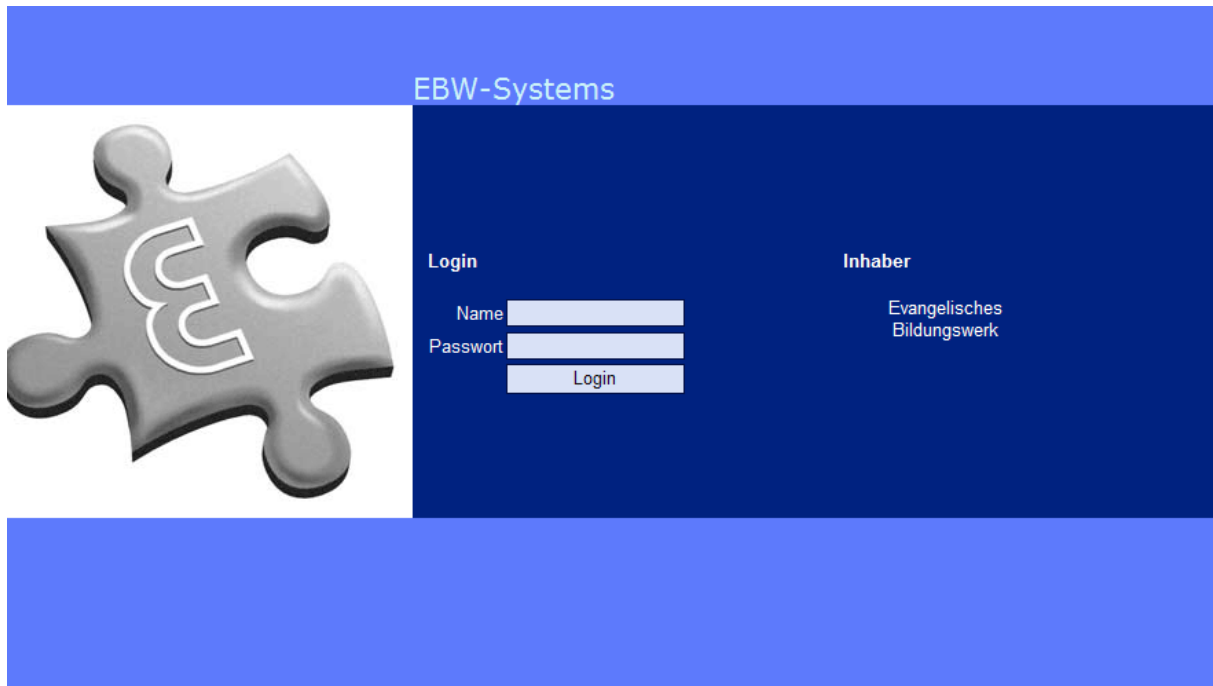 EBW-Systems
Login
Name
Passwort
Login
Inhaber
Evangelisches
Bildungswerk